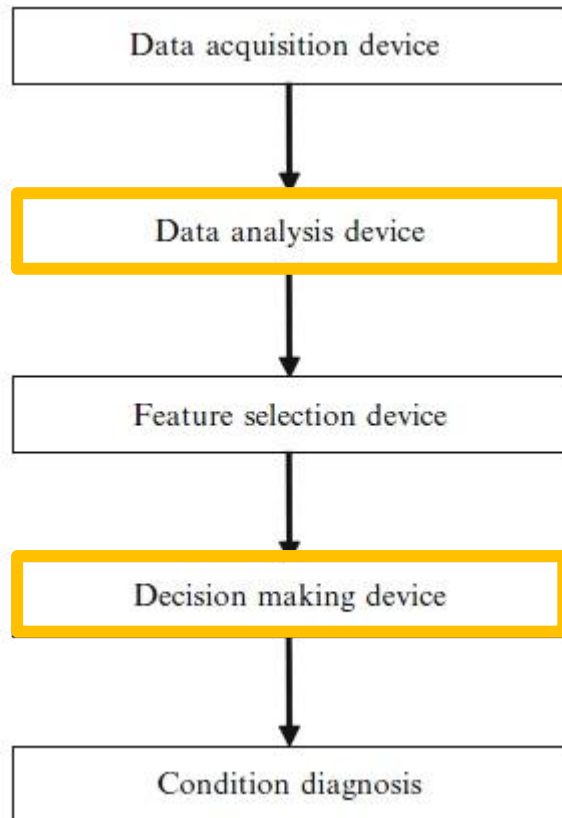 Data acquisition device
Data analysis device
Feature selection device
Decision making device
Condition diagnosis